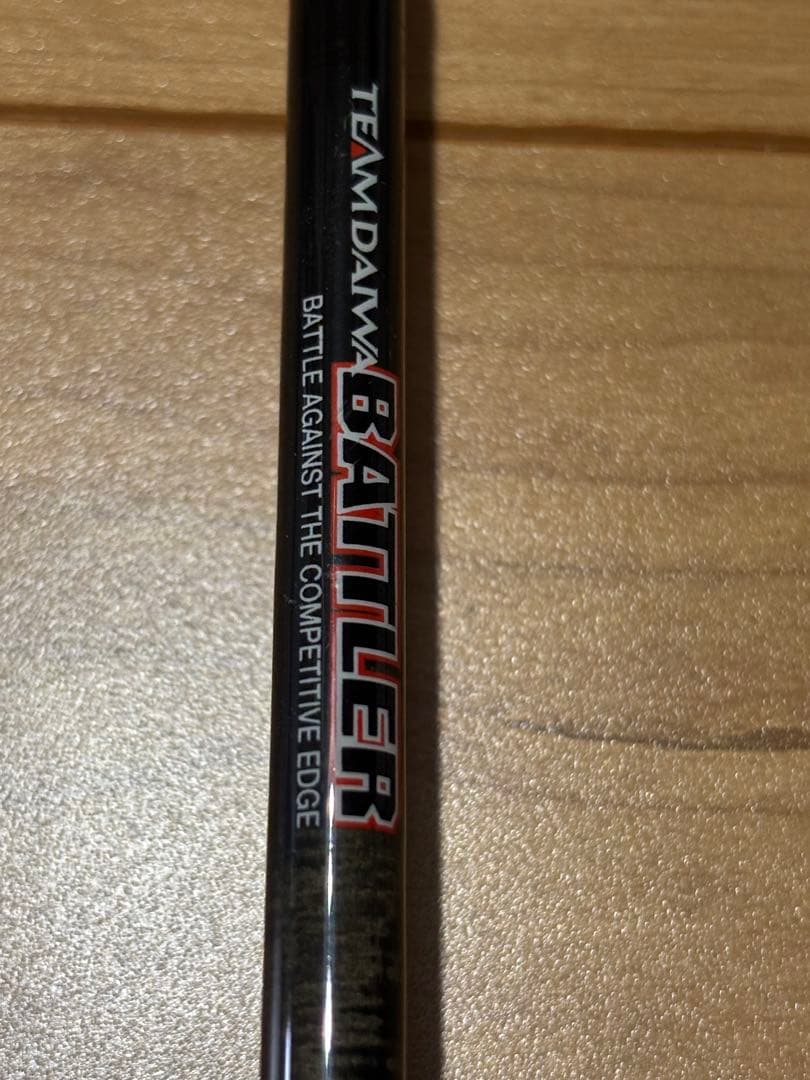 TEAM DAIWA
BATTLER
BATTLE AGAINST THE COMPETITIVE EDGE